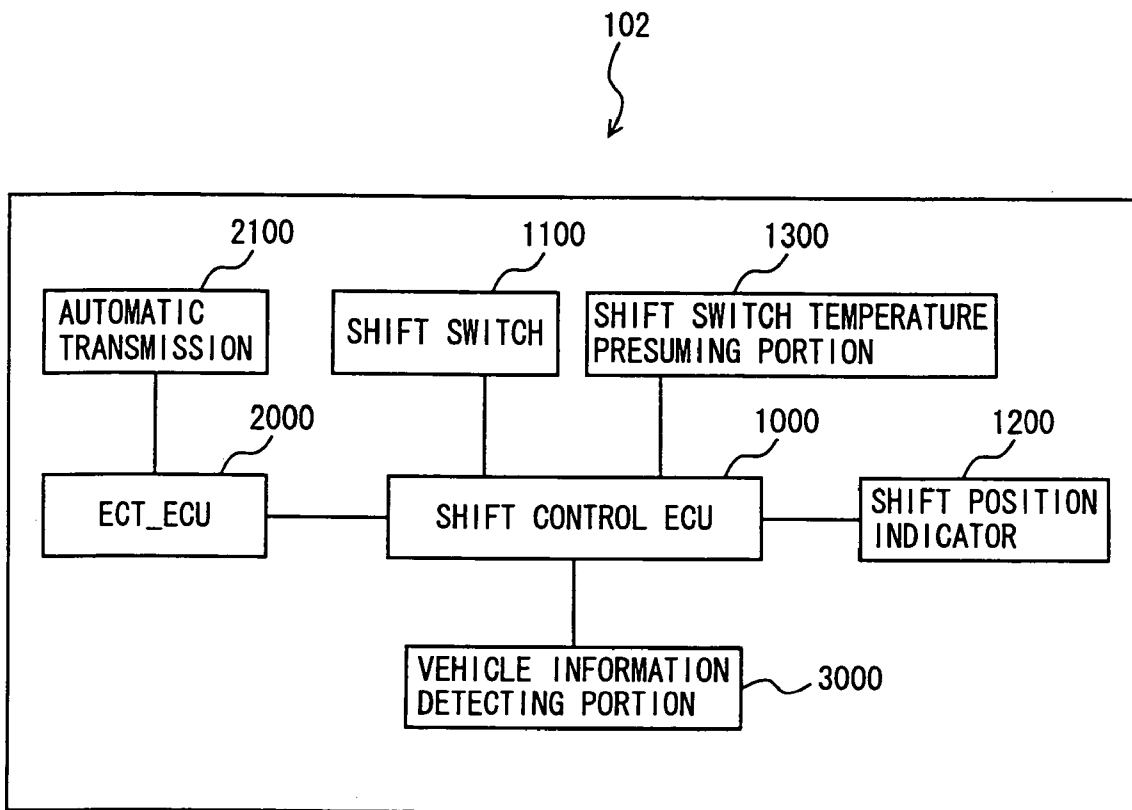 102
2100
1100
1300
AUTOMATIC
TRANSMISSION
SHIFT SWITCH
SHIFT SWITCH TEMPERATURE
PRESUMING PORTION
2000
1000
1200
ECT_ECU
SHIFT CONTROL ECU
SHIFT POSITION
INDICATOR
VEHICLE INFORMATION
DETECTING PORTION
3000